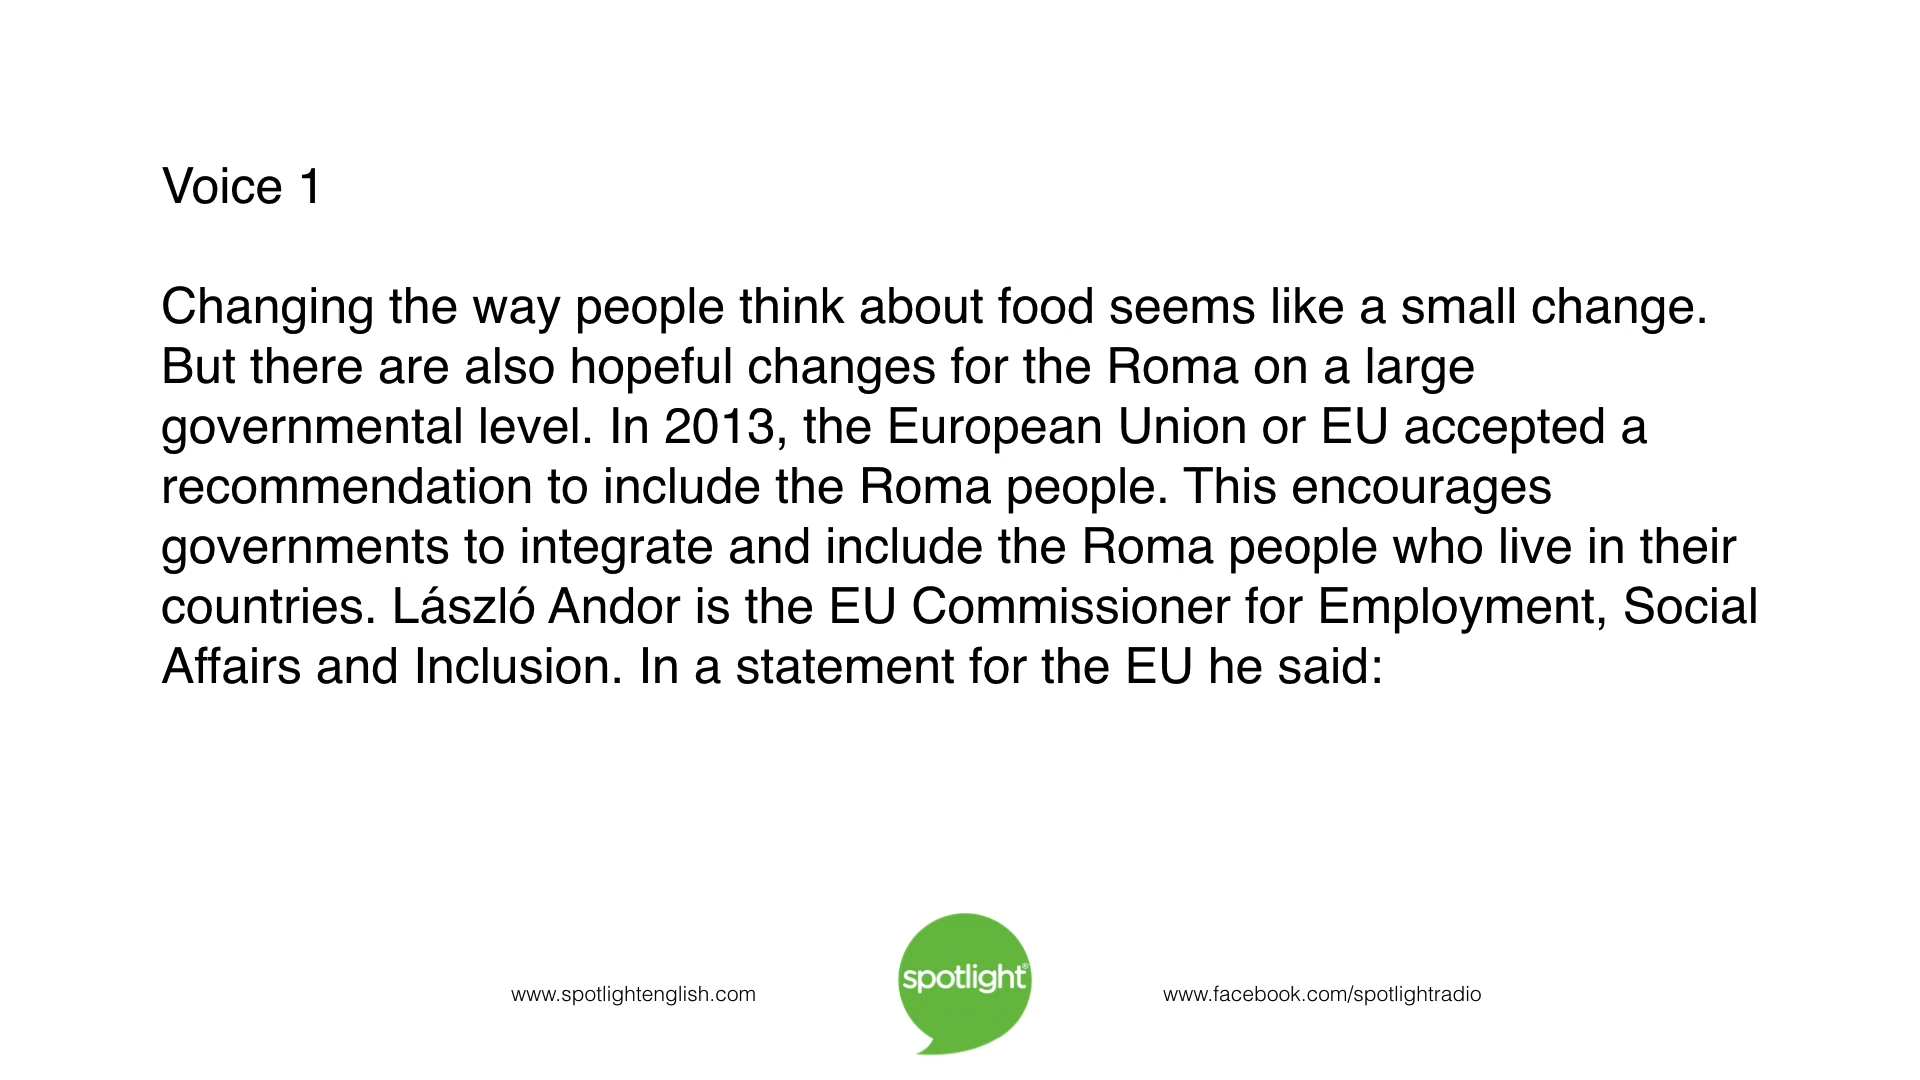 Voice 1
Changing the way people think about food seems like a small change.
But there are also hopeful changes for the Roma on a large
governmental level. In 2013, the European Union or EU accepted a
recommendation to include the Roma people. This encourages
governments to integrate and include the Roma people who live in their
countries. László Andor is the EU Commissioner for Employment, Social
Affairs and Inclusion. In a statement for the EU he said:
www.spotlightenglish.com
spotlight®
www.facebook.com/spotlightradio